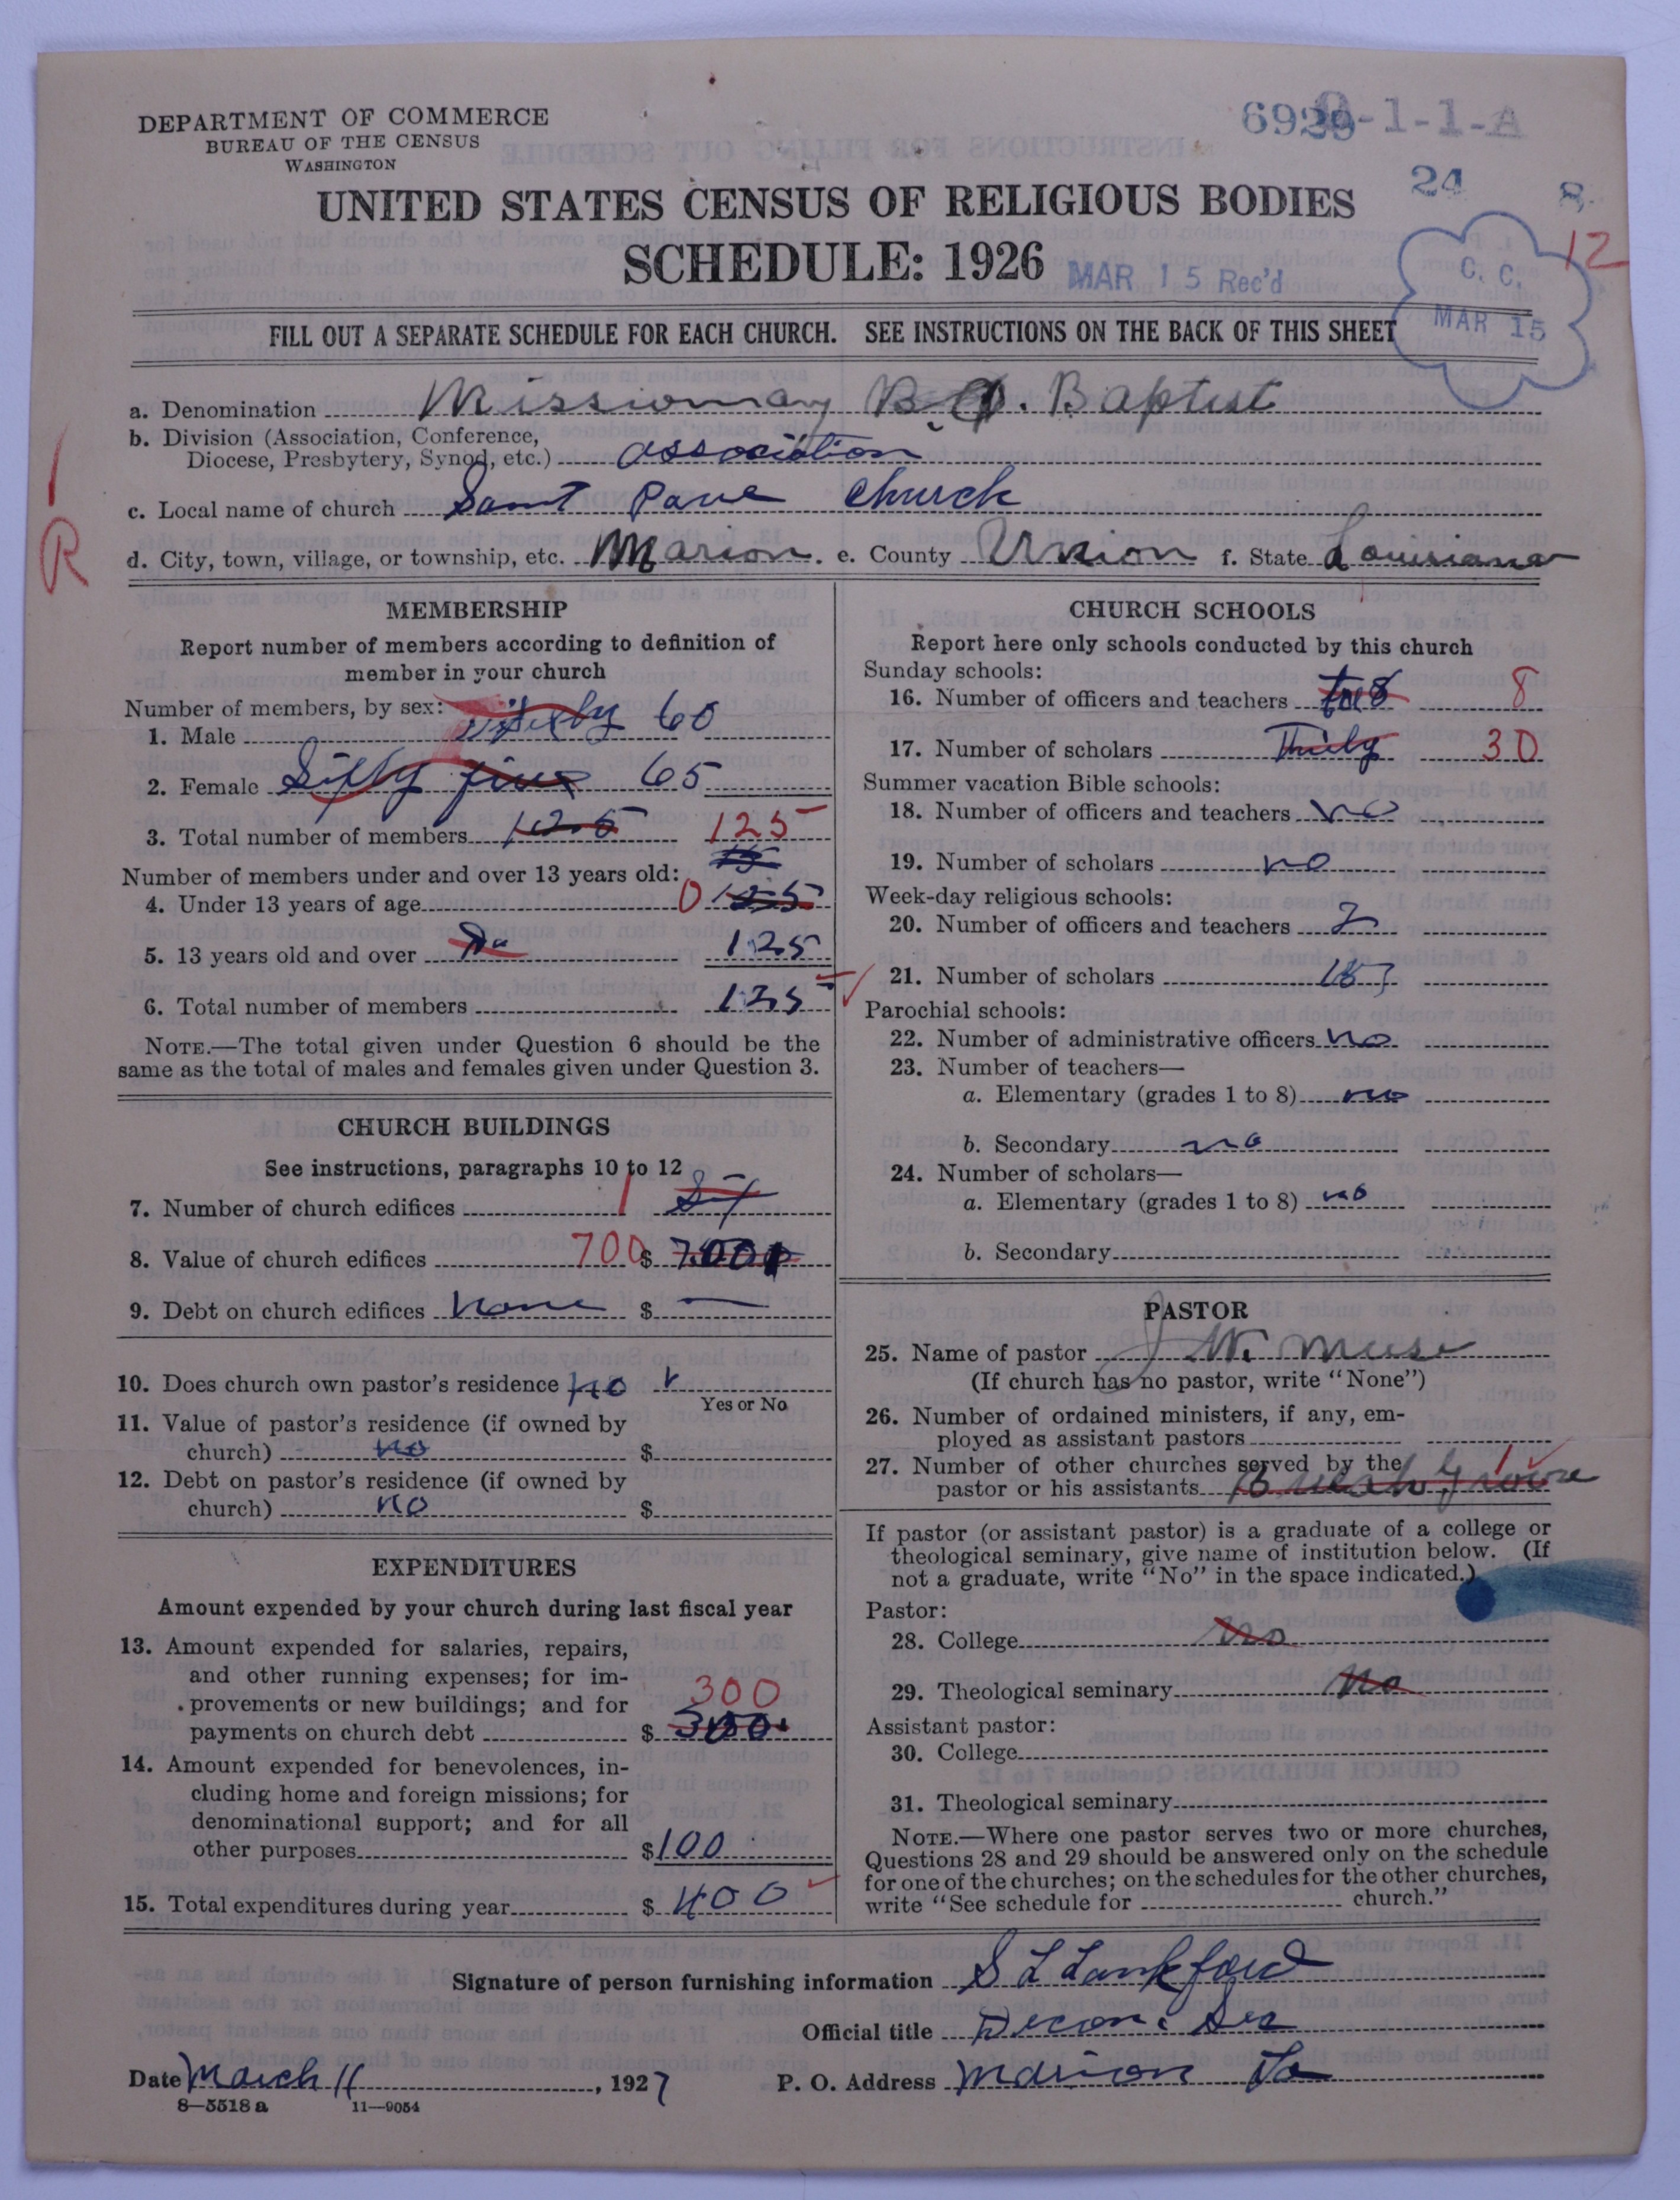 DEPARTMENT OF COMMERCE
BUREAU OF THE CENSUS
WASHINGTON
6929 0-1-1-A
24 8
UNITED STATES CENSUS OF RELIGIOUS BODIES
SCHEDULE: 1926
MAR 15 Rec'd
C. C. 12
MAR 15
FILL OUT A SEPARATE SCHEDULE FOR EACH CHURCH. SEE INSTRUCTIONS ON THE BACK OF THIS SHEET
a. Denomination Missionary B. Baptist
b. Division (Association, Conference,
Diocese, Presbytery, Synod, etc.) association
c. Local name of church Saint Paul Church
d. City, town, village, or township, etc. Marion. e. County Union f. State Louisiana
R
MEMBERSHIP
Report number of members according to definition of
member in your church
Number of members, by sex:
1. Male sixty 60
2. Female Sixty five 65
3. Total number of members 125 125
Number of members under and over 13 years old:
4. Under 13 years of age 0 125
5. 13 years old and over 125
6. Total number of members 125
NOTE.—The total given under Question 6 should be the
same as the total of males and females given under Question 3.
CHURCH BUILDINGS
See instructions, paragraphs 10 to 12
7. Number of church edifices 1
8. Value of church edifices 700 $ 700
9. Debt on church edifices None $ —
10. Does church own pastor's residence No
Yes or No
11. Value of pastor's residence (if owned by
church) no $
12. Debt on pastor's residence (if owned by
church) no $
EXPENDITURES
Amount expended by your church during last fiscal year
13. Amount expended for salaries, repairs,
and other running expenses; for im-
provements or new buildings; and for 300
payments on church debt $ 300.
14. Amount expended for benevolences, in-
cluding home and foreign missions; for
denominational support; and for all
other purposes $100
15. Total expenditures during year $ 400
CHURCH SCHOOLS
Report here only schools conducted by this church
Sunday schools:
16. Number of officers and teachers 8 8
17. Number of scholars Thirty 30
Summer vacation Bible schools:
18. Number of officers and teachers no
19. Number of scholars no
Week-day religious schools:
20. Number of officers and teachers 2
21. Number of scholars 15
Parochial schools:
22. Number of administrative officers no
23. Number of teachers—
a. Elementary (grades 1 to 8) no
b. Secondary no
24. Number of scholars—
a. Elementary (grades 1 to 8) no
b. Secondary
PASTOR
25. Name of pastor J W. Muse
(If church has no pastor, write "None")
26. Number of ordained ministers, if any, em-
ployed as assistant pastors
27. Number of other churches served by the 1
pastor or his assistants
If pastor (or assistant pastor) is a graduate of a college or
theological seminary, give name of institution below. (If
not a graduate, write "No" in the space indicated.)
Pastor:
28. College no
29. Theological seminary No
Assistant pastor:
30. College
31. Theological seminary
NOTE.—Where one pastor serves two or more churches,
Questions 28 and 29 should be answered only on the schedule
for one of the churches; on the schedules for the other churches,
write "See schedule for church."
Signature of person furnishing information S L Lankford
Official title Decon. Sec
Date March 11, 1927 P. O. Address Marion La
8—5518 a 11—9054